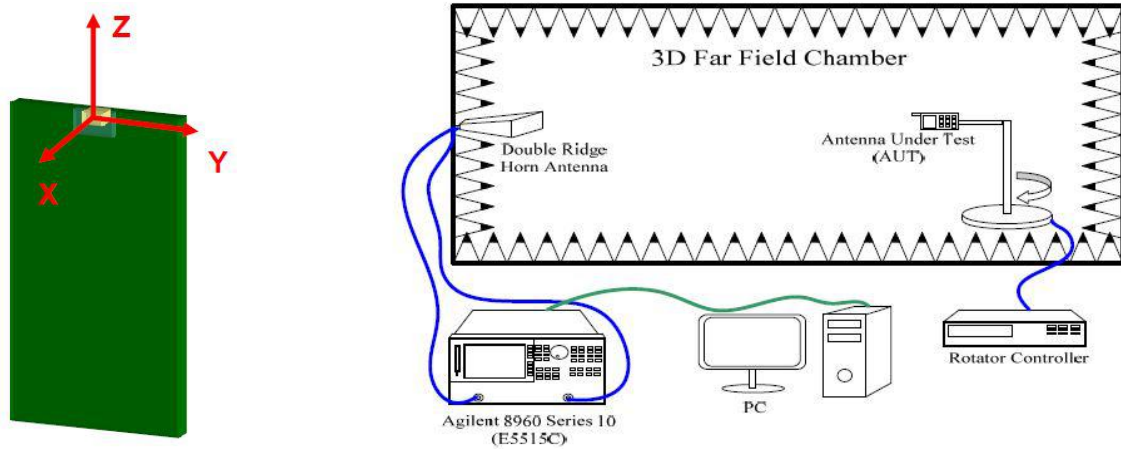 Z
Y
X
3D Far Field Chamber
Double Ridge
Horn Antenna
Antenna Under Test
(AUT)
Agilent 8960 Series 10
(E5515C)
PC
Rotator Controller